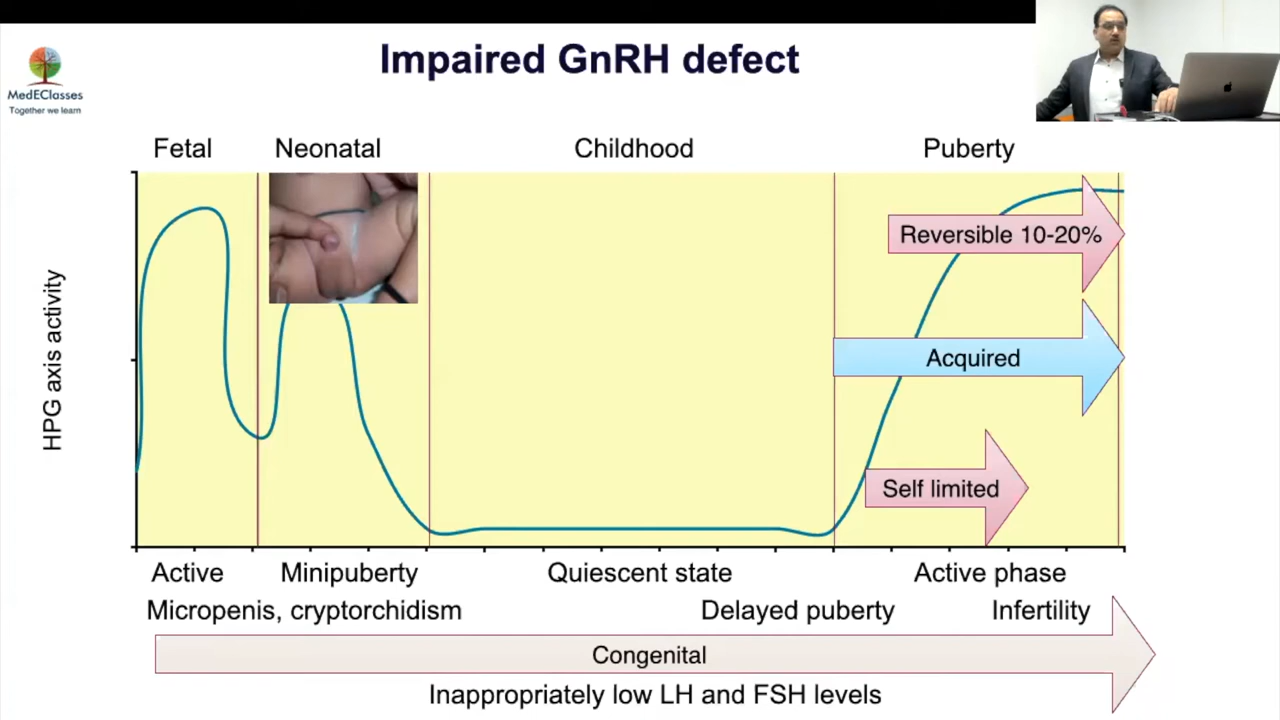 Impaired GnRH defect
MedEClasses
Together we learn
Fetal
Neonatal
Childhood
Puberty
HPG axis activity
Reversible 10-20%
Acquired
Self limited
Active
Minipuberty
Quiescent state
Active phase
Micropenis, cryptorchidism
Delayed puberty
Infertility
Congenital
Inappropriately low LH and FSH levels